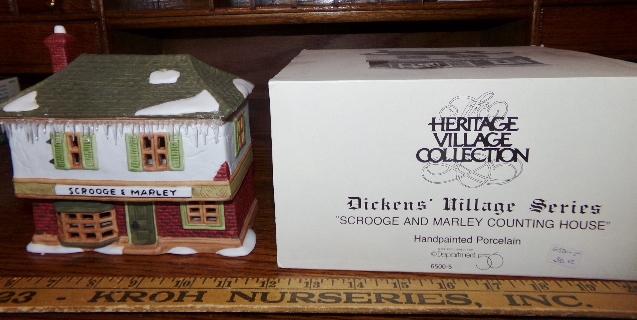 SCROOGE & MARLEY
HERITAGE
VILLAGE
COLLECTION
Dickens' Village Series
"SCROOGE AND MARLEY COUNTING HOUSE"
Handpainted Porcelain
©Department 56
6500-5
23 - KROH NURSERIES, INC.